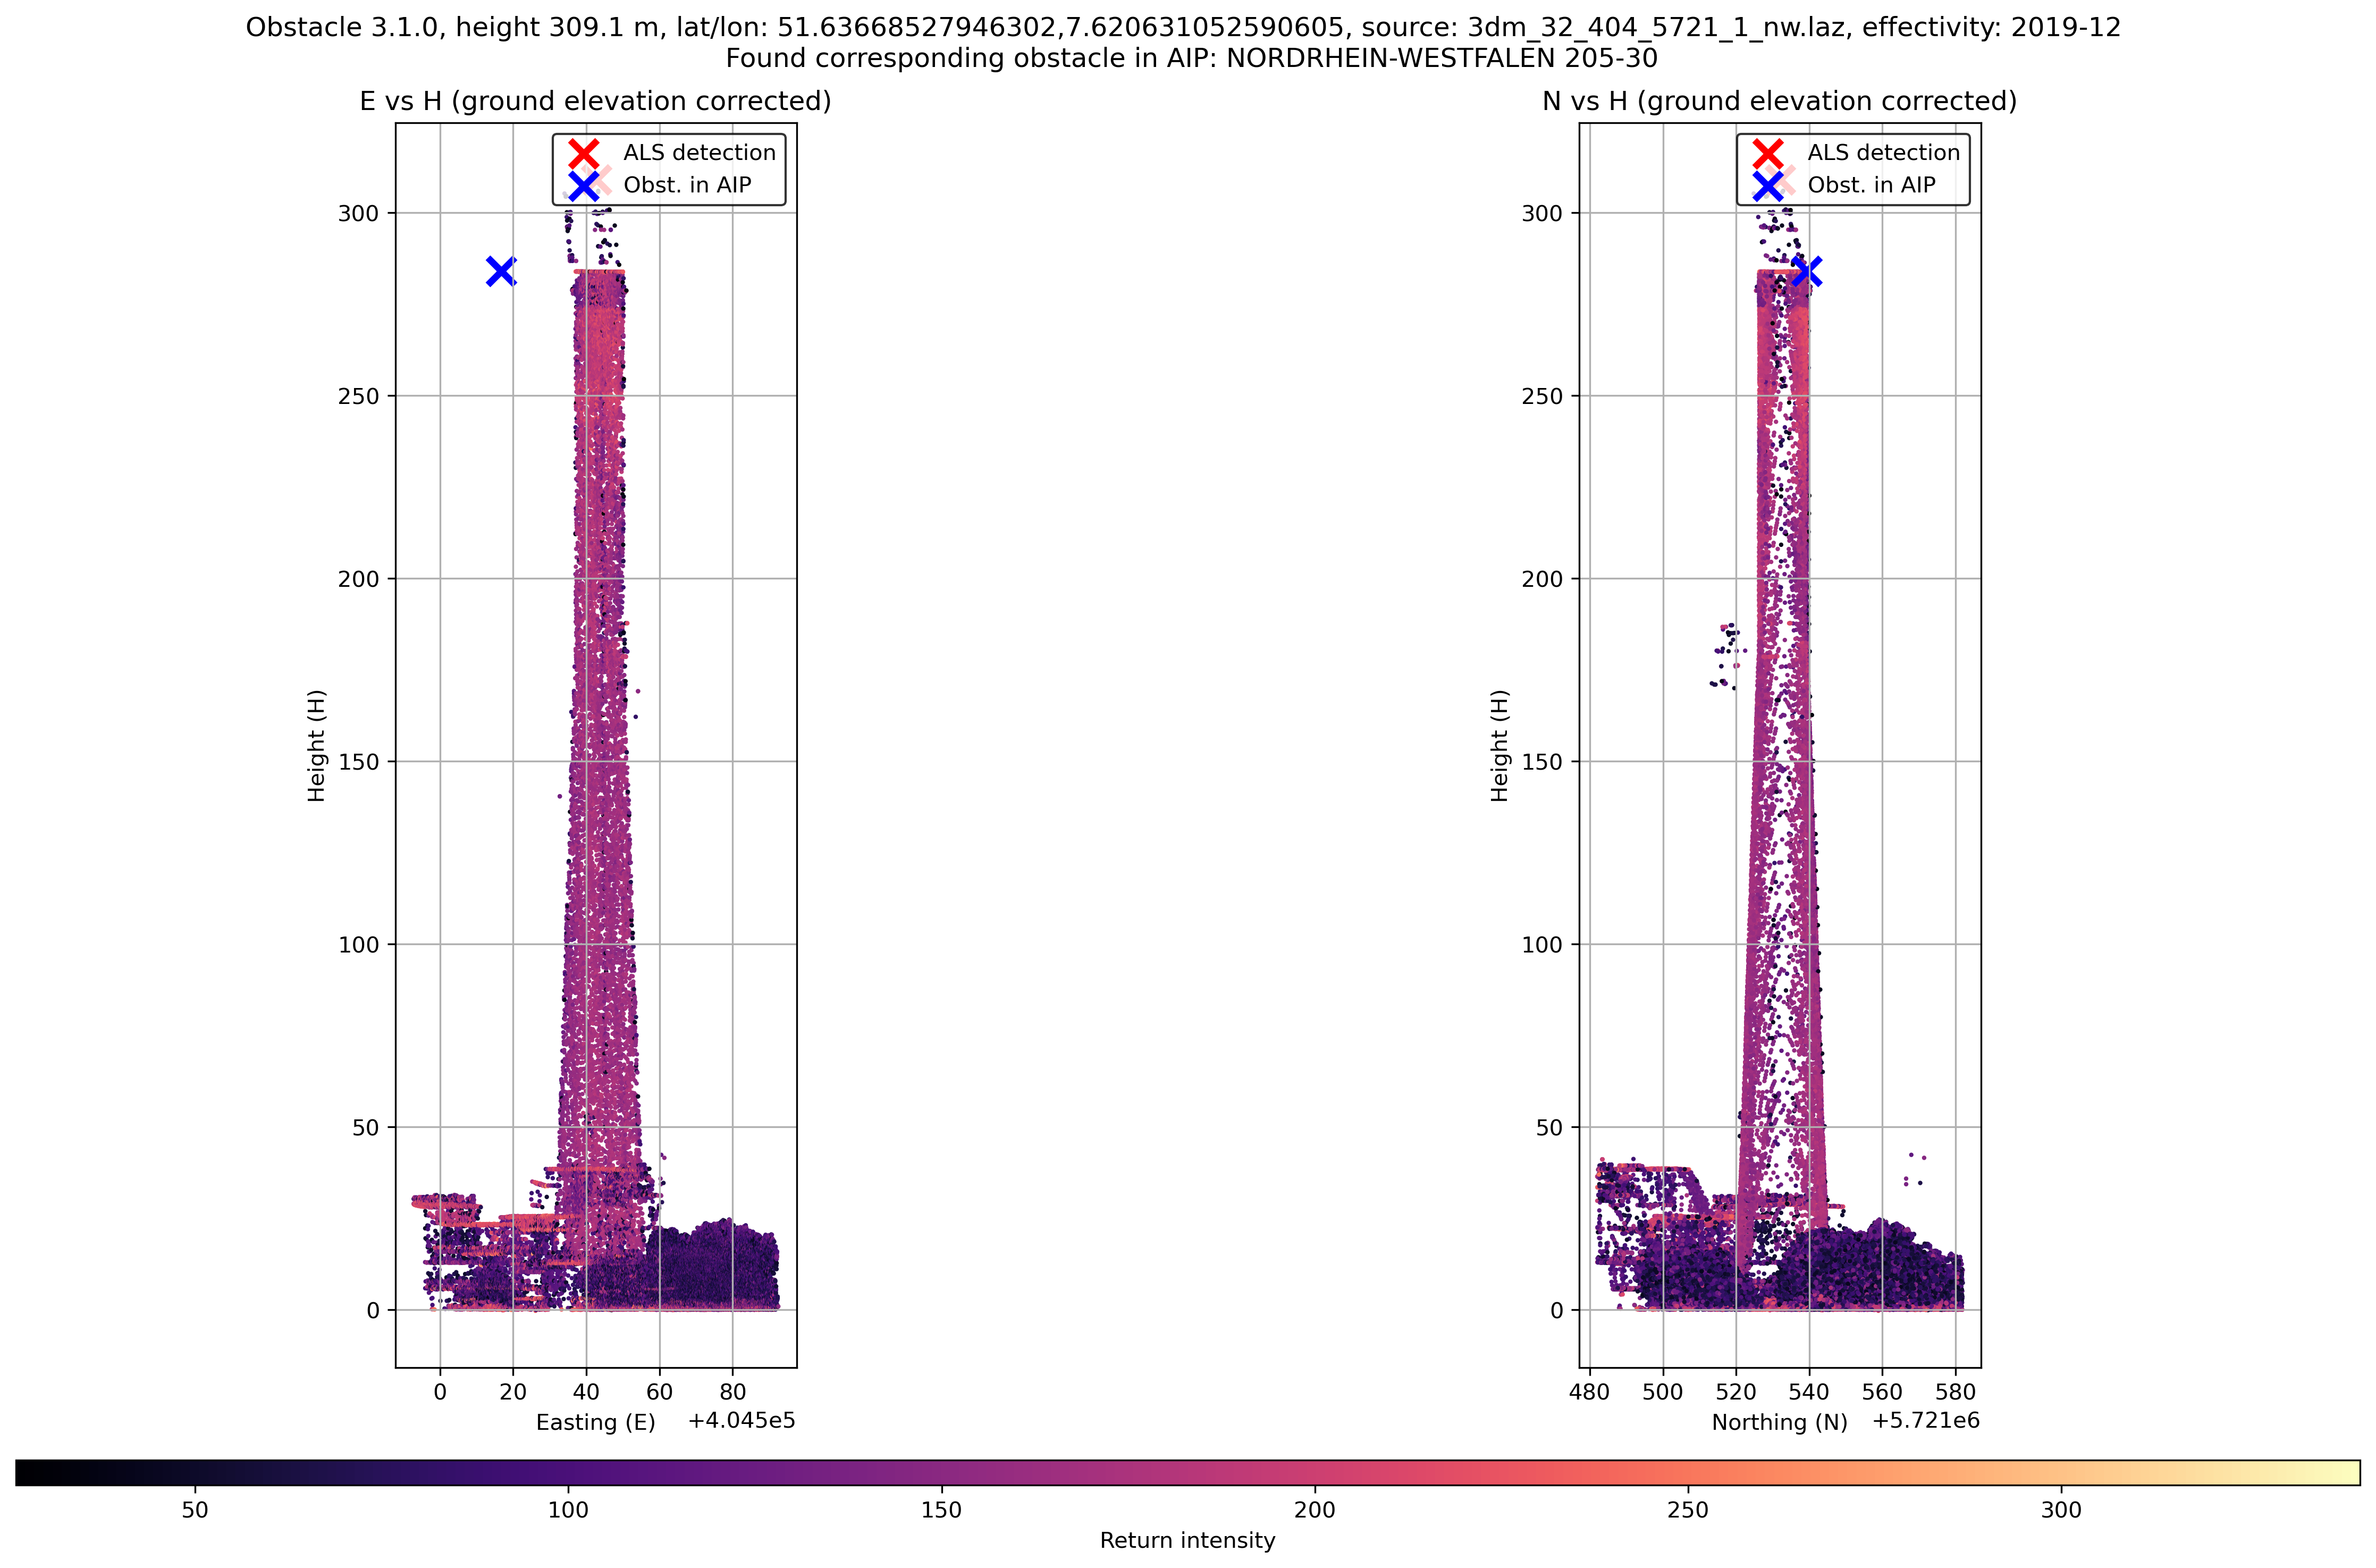 Obstacle 3.1.0, height 309.1 m, lat/lon: 51.63668527946302,7.620631052590605, source: 3dm_32_404_5721_1_nw.laz, effectivity: 2019-12
Found corresponding obstacle in AIP: NORDRHEIN-WESTFALEN 205-30
E vs H (ground elevation corrected)
ALS detection
Obst. in AIP
300
250
200
150
100
50
0
Height (H)
0 20 40 60 80
Easting (E) +4.045e5
N vs H (ground elevation corrected)
ALS detection
Obst. in AIP
300
250
200
150
100
50
0
Height (H)
480 500 520 540 560 580
Northing (N) +5.721e6
50 100 150 200 250 300
Return intensity